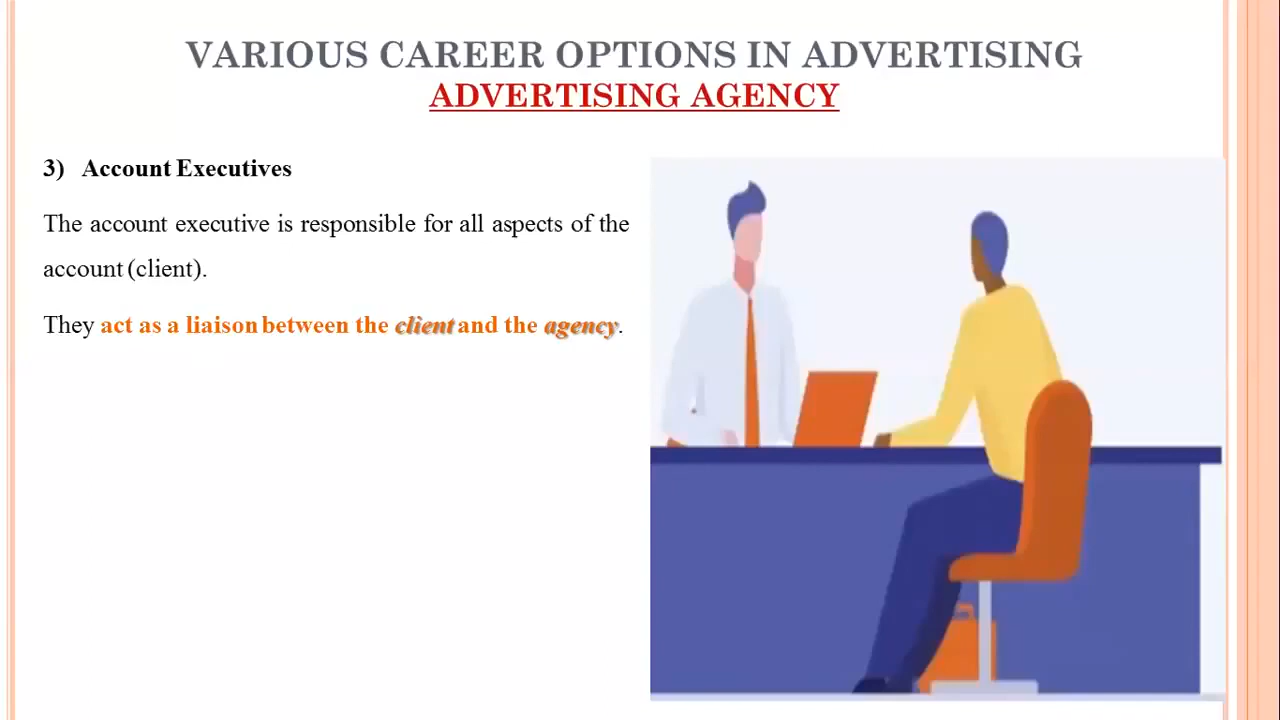 VARIOUS CAREER OPTIONS IN ADVERTISING
ADVERTISING AGENCY
3) Account Executives
The account executive is responsible for all aspects of the
account (client).
They act as a liaison between the client and the agency.